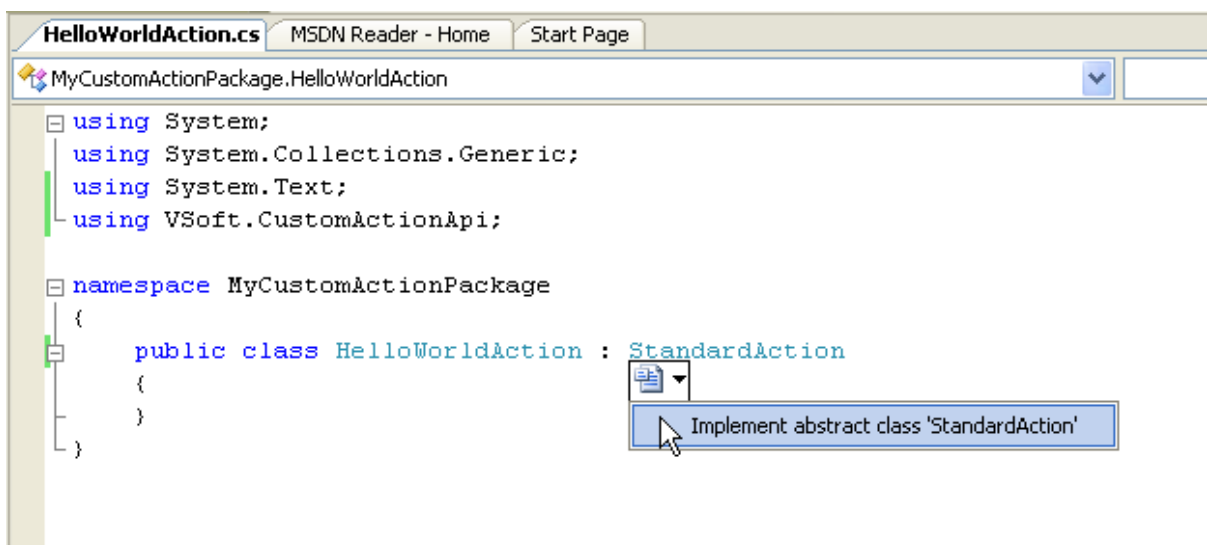 HelloWorldAction.cs MSDN Reader - Home Start Page
MyCustomActionPackage.HelloWorldAction
using System;
using System.Collections.Generic;
using System.Text;
using VSoft.CustomActionApi;
namespace MyCustomActionPackage
{
public class HelloWorldAction : StandardAction
{
}
Implement abstract class 'StandardAction'
}